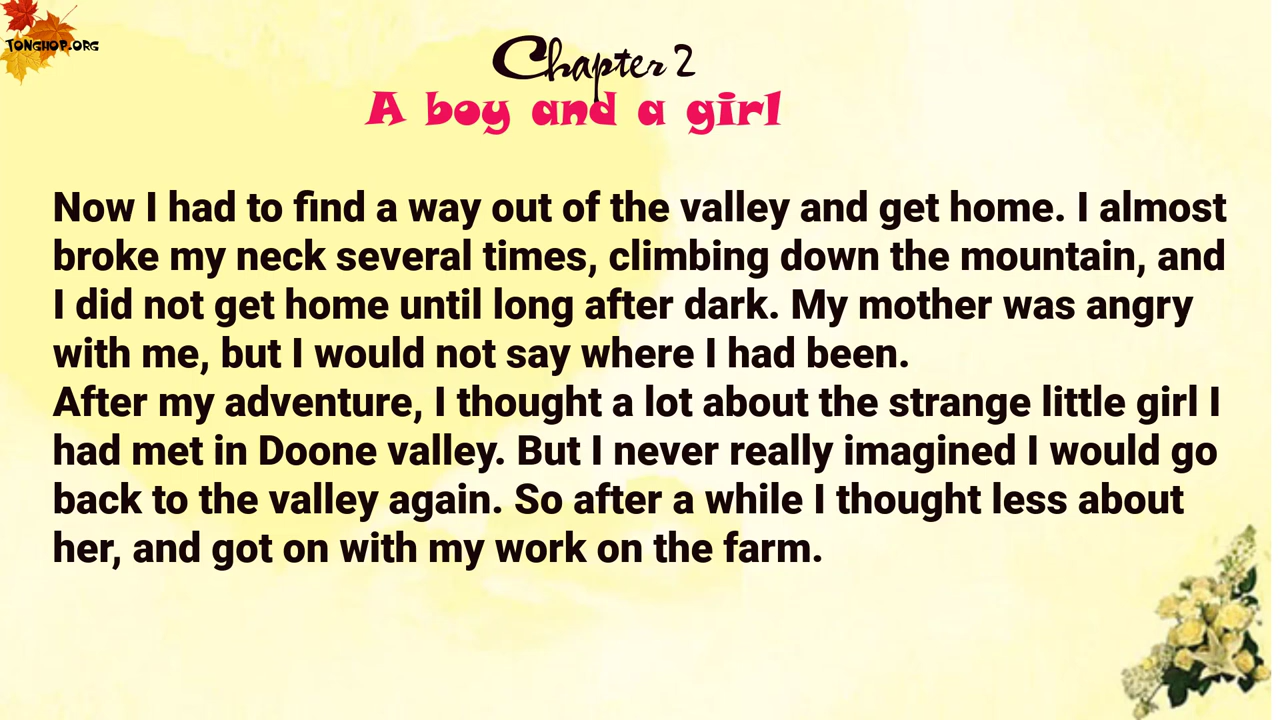 TONGHOP.ORG
Chapter 2
A boy and a girl
Now I had to find a way out of the valley and get home. I almost
broke my neck several times, climbing down the mountain, and
I did not get home until long after dark. My mother was angry
with me, but I would not say where I had been.
After my adventure, I thought a lot about the strange little girl I
had met in Doone valley. But I never really imagined I would go
back to the valley again. So after a while I thought less about
her, and got on with my work on the farm.